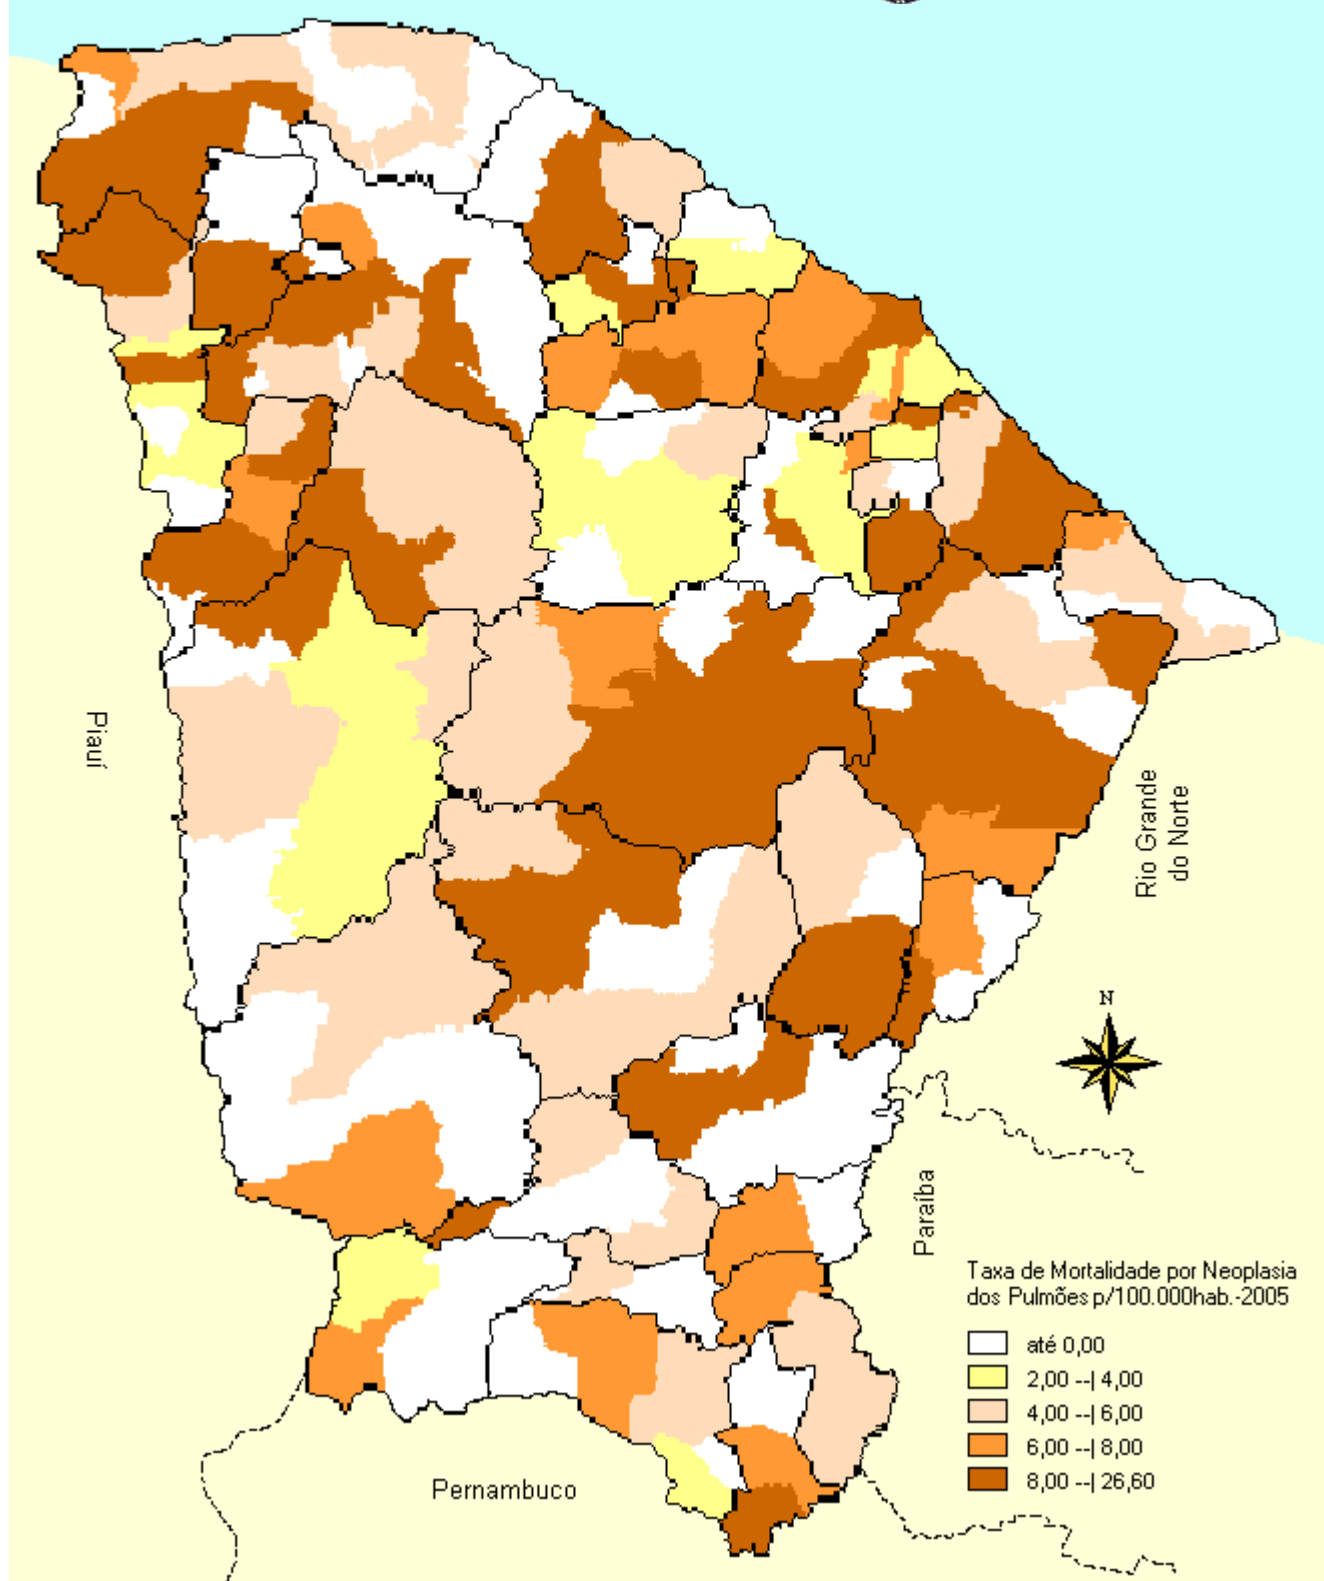 Piauí
Rio Grande
do Norte
N
Paraíba
Taxa de Mortalidade por Neoplasia
dos Pulmões p/100.000hab.-2005
até 0,00
2,00 --| 4,00
4,00 --| 6,00
6,00 --| 8,00
8,00 --| 26,60
Pernambuco